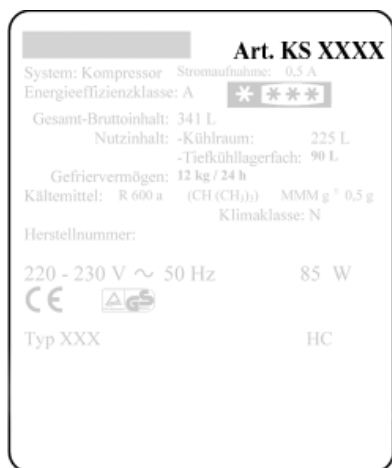 Art. KS XXXX
System: Kompressor Stromaufnahme: 0,5 A
Energieeffizienzklasse: A
Gesamt-Bruttoinhalt: 341 L
Nutzinhalt: -Kühlraum: 225 L
-Tiefkühllagerfach: 90 L
Gefriervermögen: 12 kg / 24 h
Kältemittel: R 600 a (CH (CH₃)₃) MMM g ± 0,5 g
Klimaklasse: N
Herstellnummer:
220 - 230 V ~ 50 Hz 85 W
CE GS
Typ XXX HC